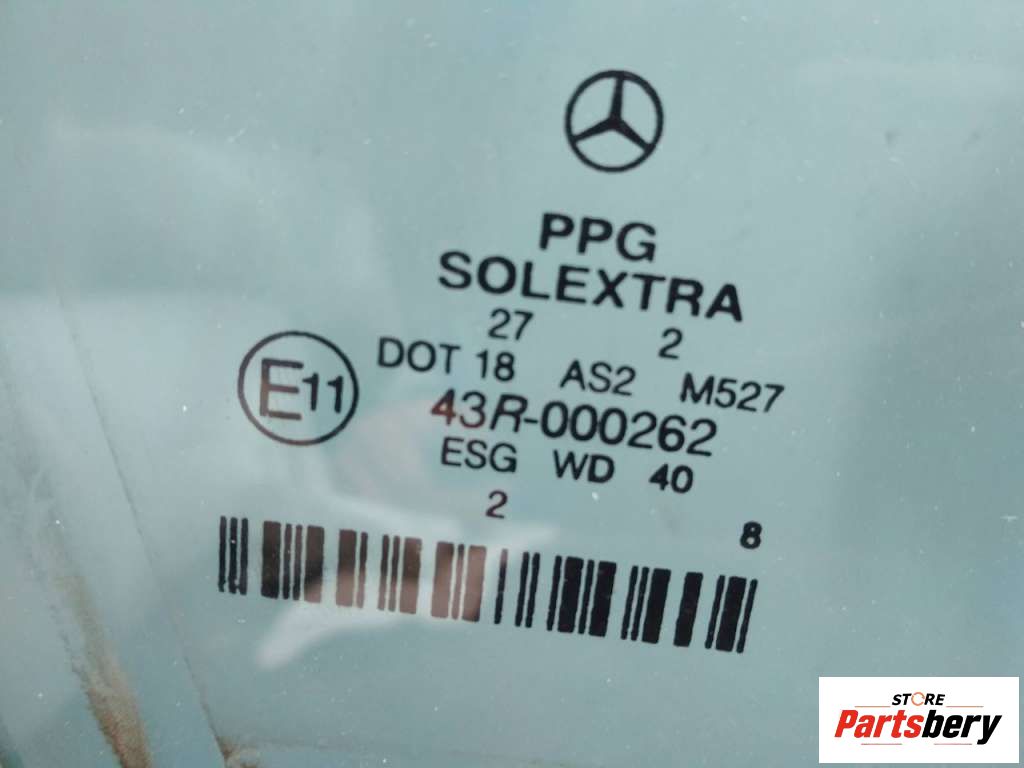 PPG
SOLEXTRA
27 2
DOT 18 AS2 M527
E11
43R-000262
ESG WD 40
2 8
STORE
Partsbery